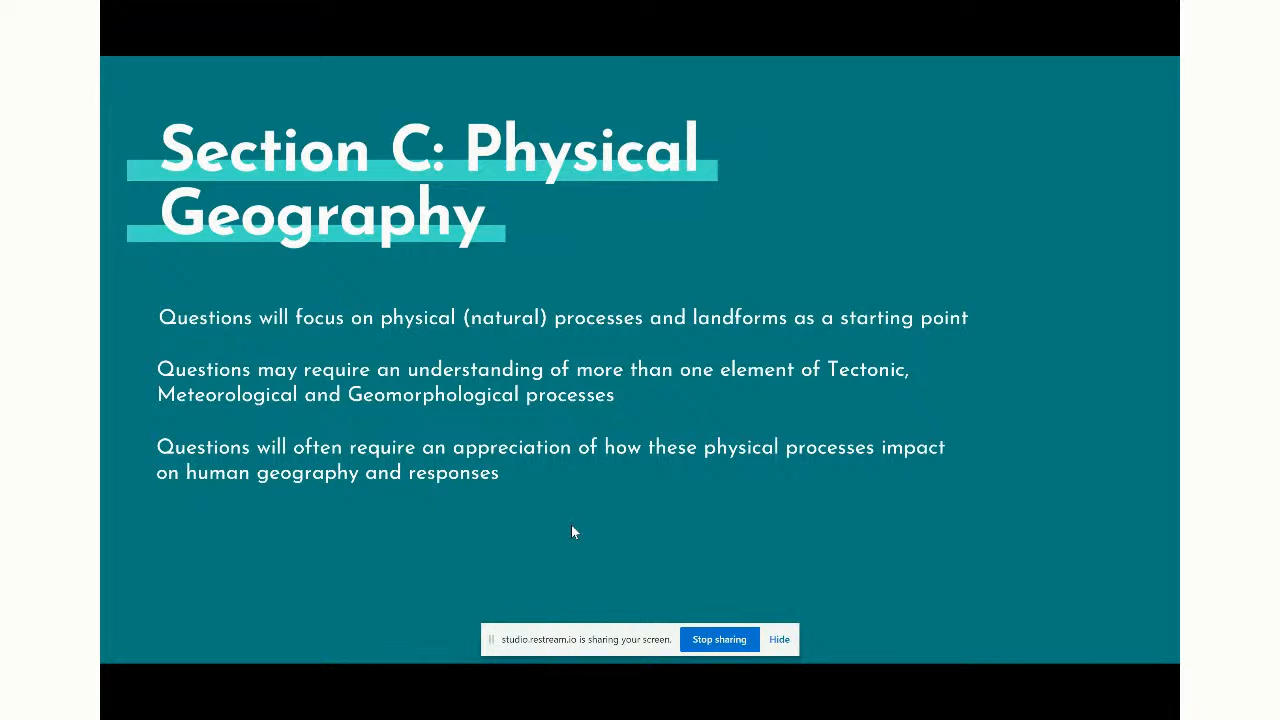 Section C: Physical
Geography
Questions will focus on physical (natural) processes and landforms as a starting point
Questions may require an understanding of more than one element of Tectonic,
Meteorological and Geomorphological processes
Questions will often require an appreciation of how these physical processes impact
on human geography and responses
studio.restream.io is sharing your screen. Stop sharing Hide